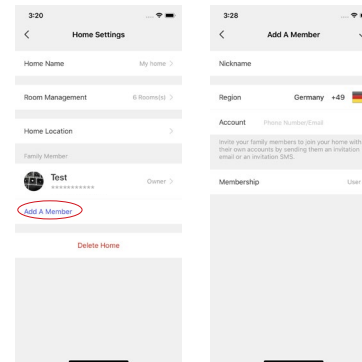 3:20
Home Settings
Home Name My home
Room Management 6 Rooms(s)
Home Location
Family Member
Test
************
Owner
Add A Member
Delete Home
3:28
Add A Member
Nickname
Region Germany +49
Account Phone Number/Email
Invite your family members to join your home with
their own accounts by sending them an invitation
email or an invitation SMS.
Membership User